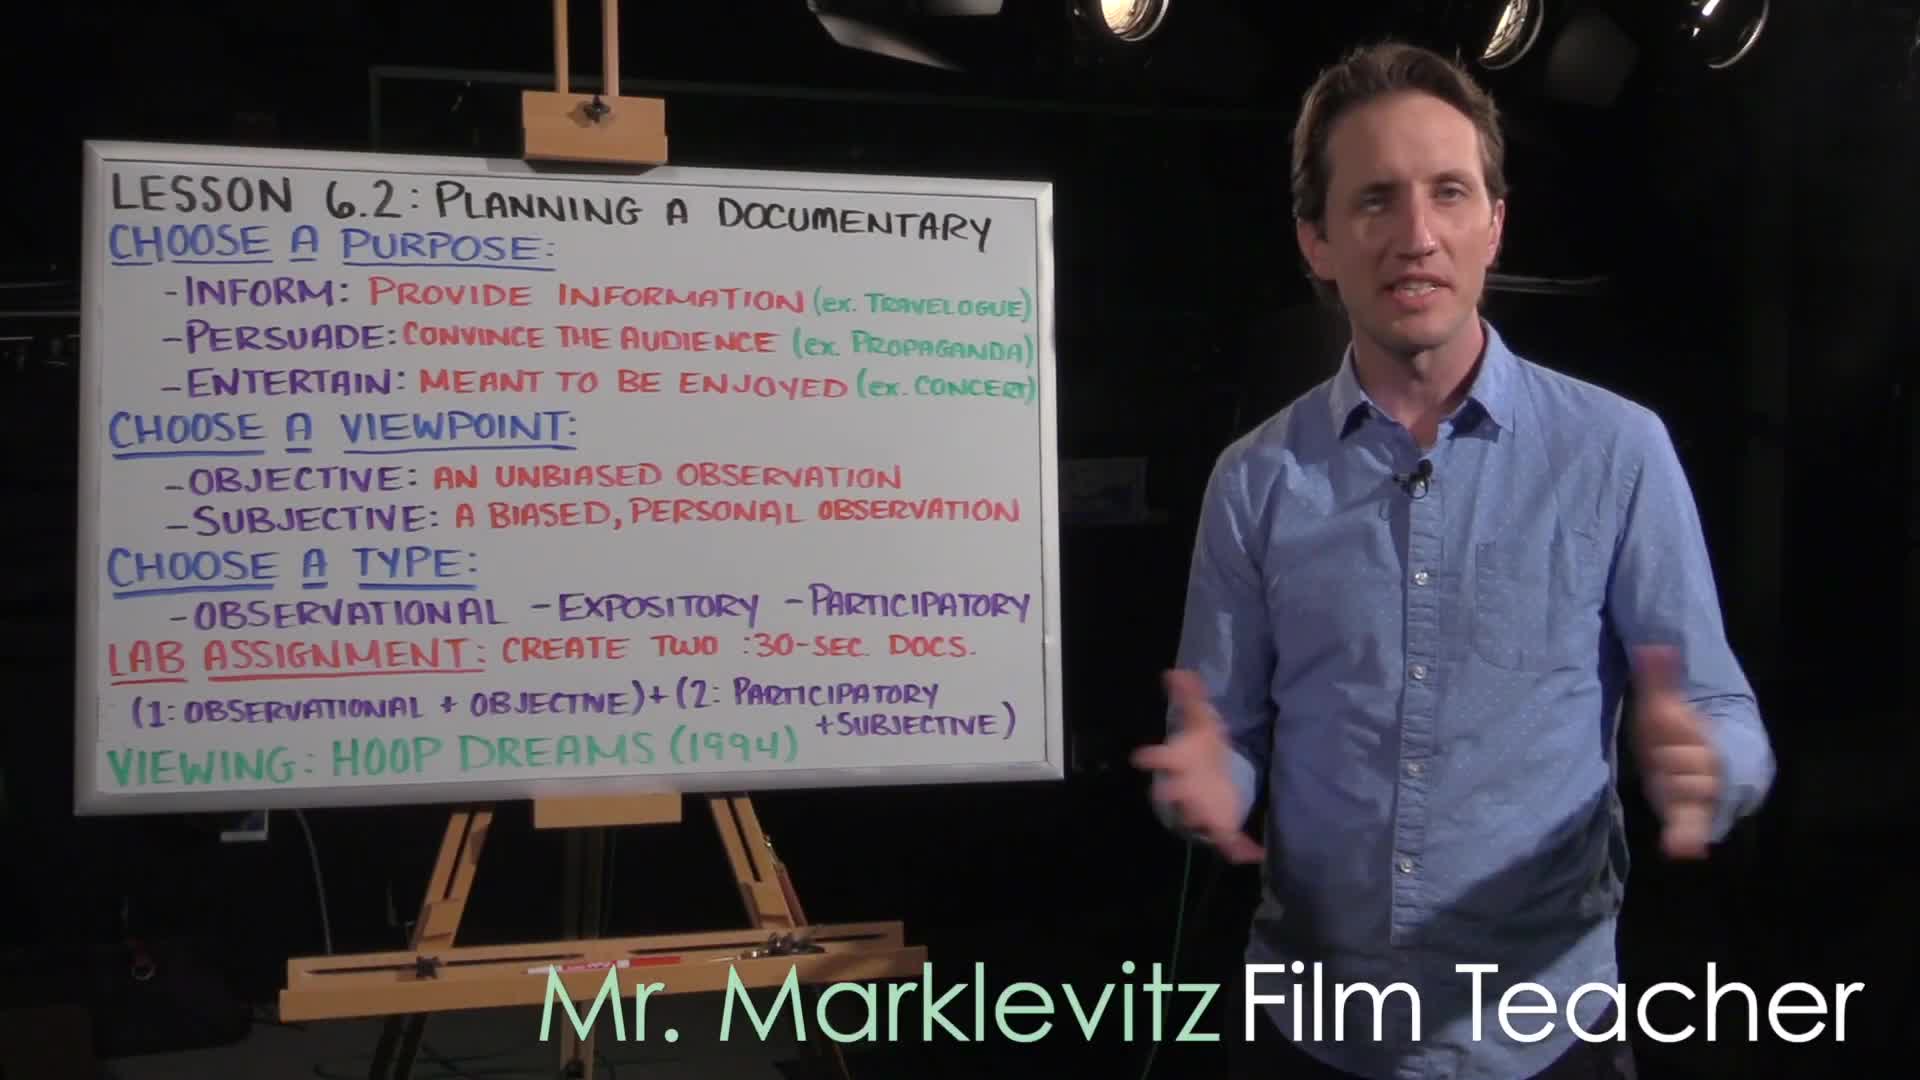 LESSON 6.2: PLANNING A DOCUMENTARY
CHOOSE A PURPOSE:
-INFORM: PROVIDE INFORMATION (ex. TRAVELOGUE)
-PERSUADE: CONVINCE THE AUDIENCE (ex. PROPAGANDA)
-ENTERTAIN: MEANT TO BE ENJOYED (ex. CONCERT)
CHOOSE A VIEWPOINT:
-OBJECTIVE: AN UNBIASED OBSERVATION
-SUBJECTIVE: A BIASED, PERSONAL OBSERVATION
CHOOSE A TYPE:
-OBSERVATIONAL -EXPOSITORY -PARTICIPATORY
LAB ASSIGNMENT: CREATE TWO :30-SEC. DOCS.
(1: OBSERVATIONAL + OBJECTIVE) + (2: PARTICIPATORY
+SUBJECTIVE)
VIEWING: HOOP DREAMS (1994)
Mr. Marklevitz Film Teacher